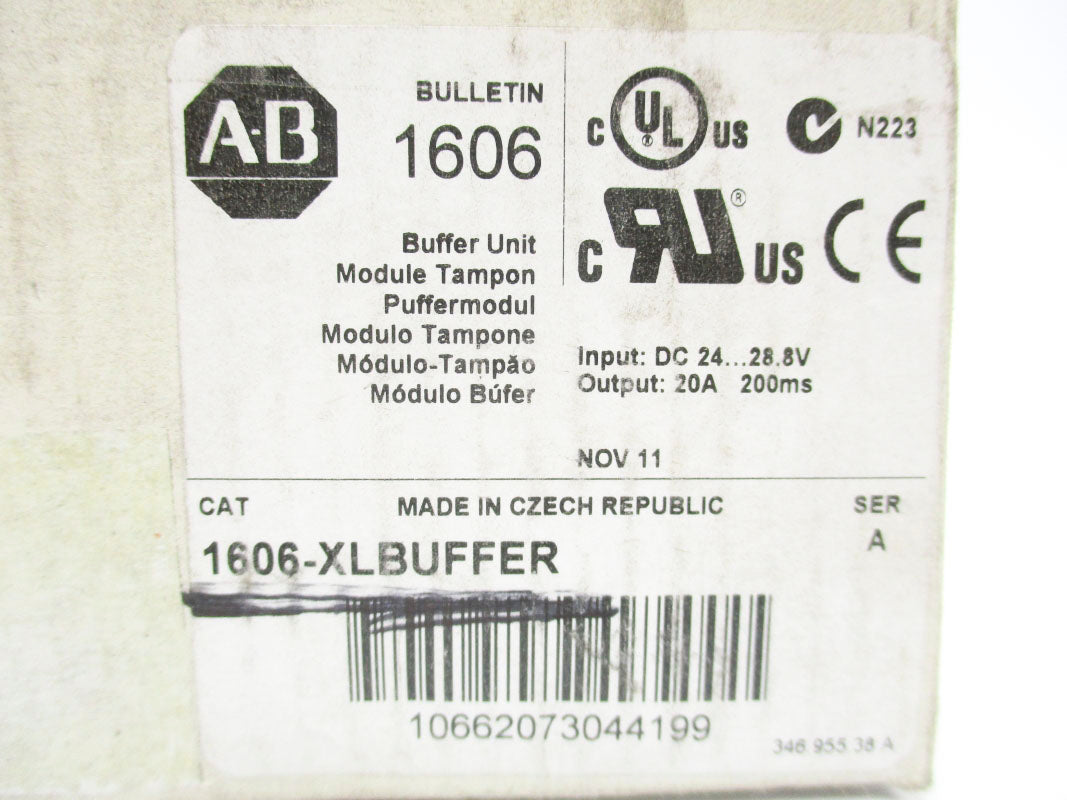 A-B
BULLETIN
1606
Buffer Unit
Module Tampon
Puffermodul
Modulo Tampone
Módulo-Tampão
Módulo Búfer
C UL ® US
N223
C RU ® US
CE
Input: DC 24...28.8V
Output: 20A 200ms
NOV 11
CAT
MADE IN CZECH REPUBLIC
SER
1606-XLBUFFER
A
10662073044199
346.955.38 A